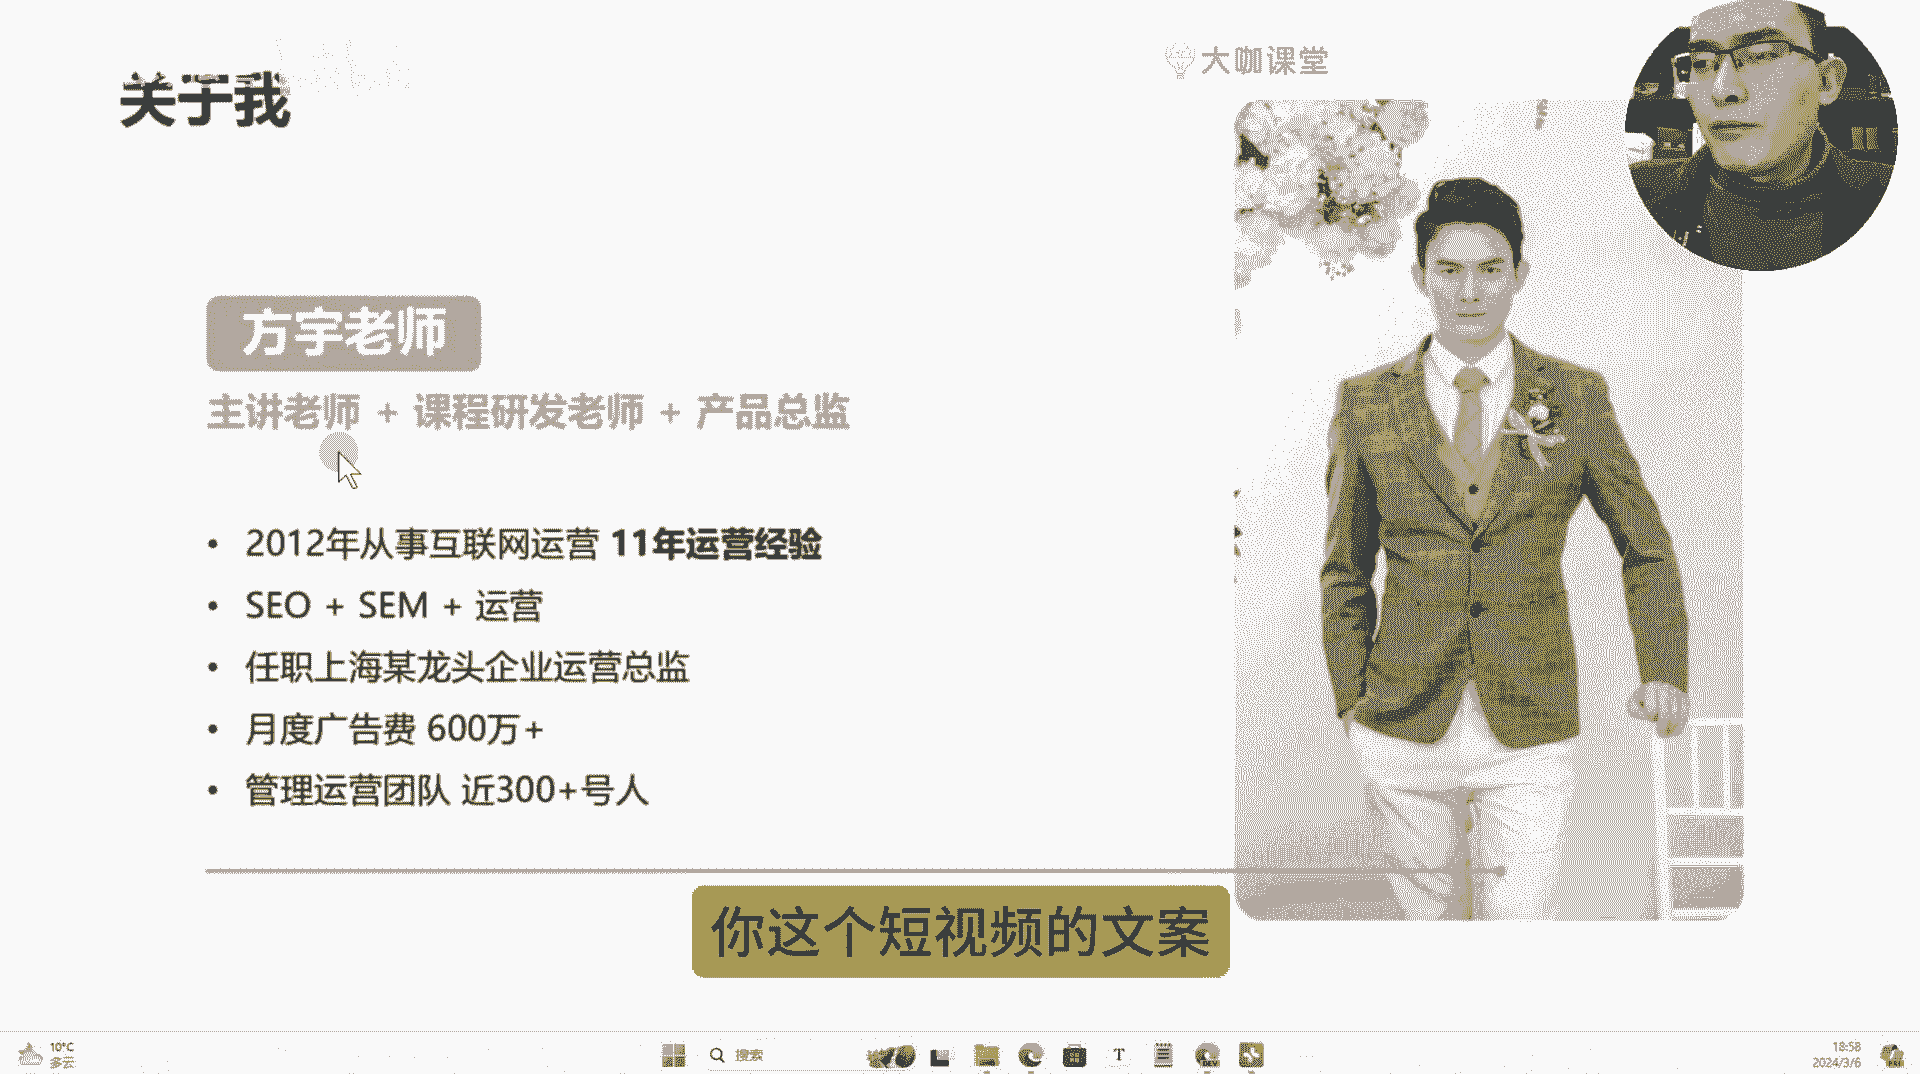 关于我
大咖课堂
方宇老师
主讲老师 + 课程研发老师 + 产品总监
• 2012年从事互联网运营 11年运营经验
• SEO + SEM + 运营
• 任职上海某龙头企业运营总监
• 月度广告费 600万+
• 管理运营团队 近300+号人
你这个短视频的文案
10°C
多云
搜索
T
DEV
18:58
2024/3/6